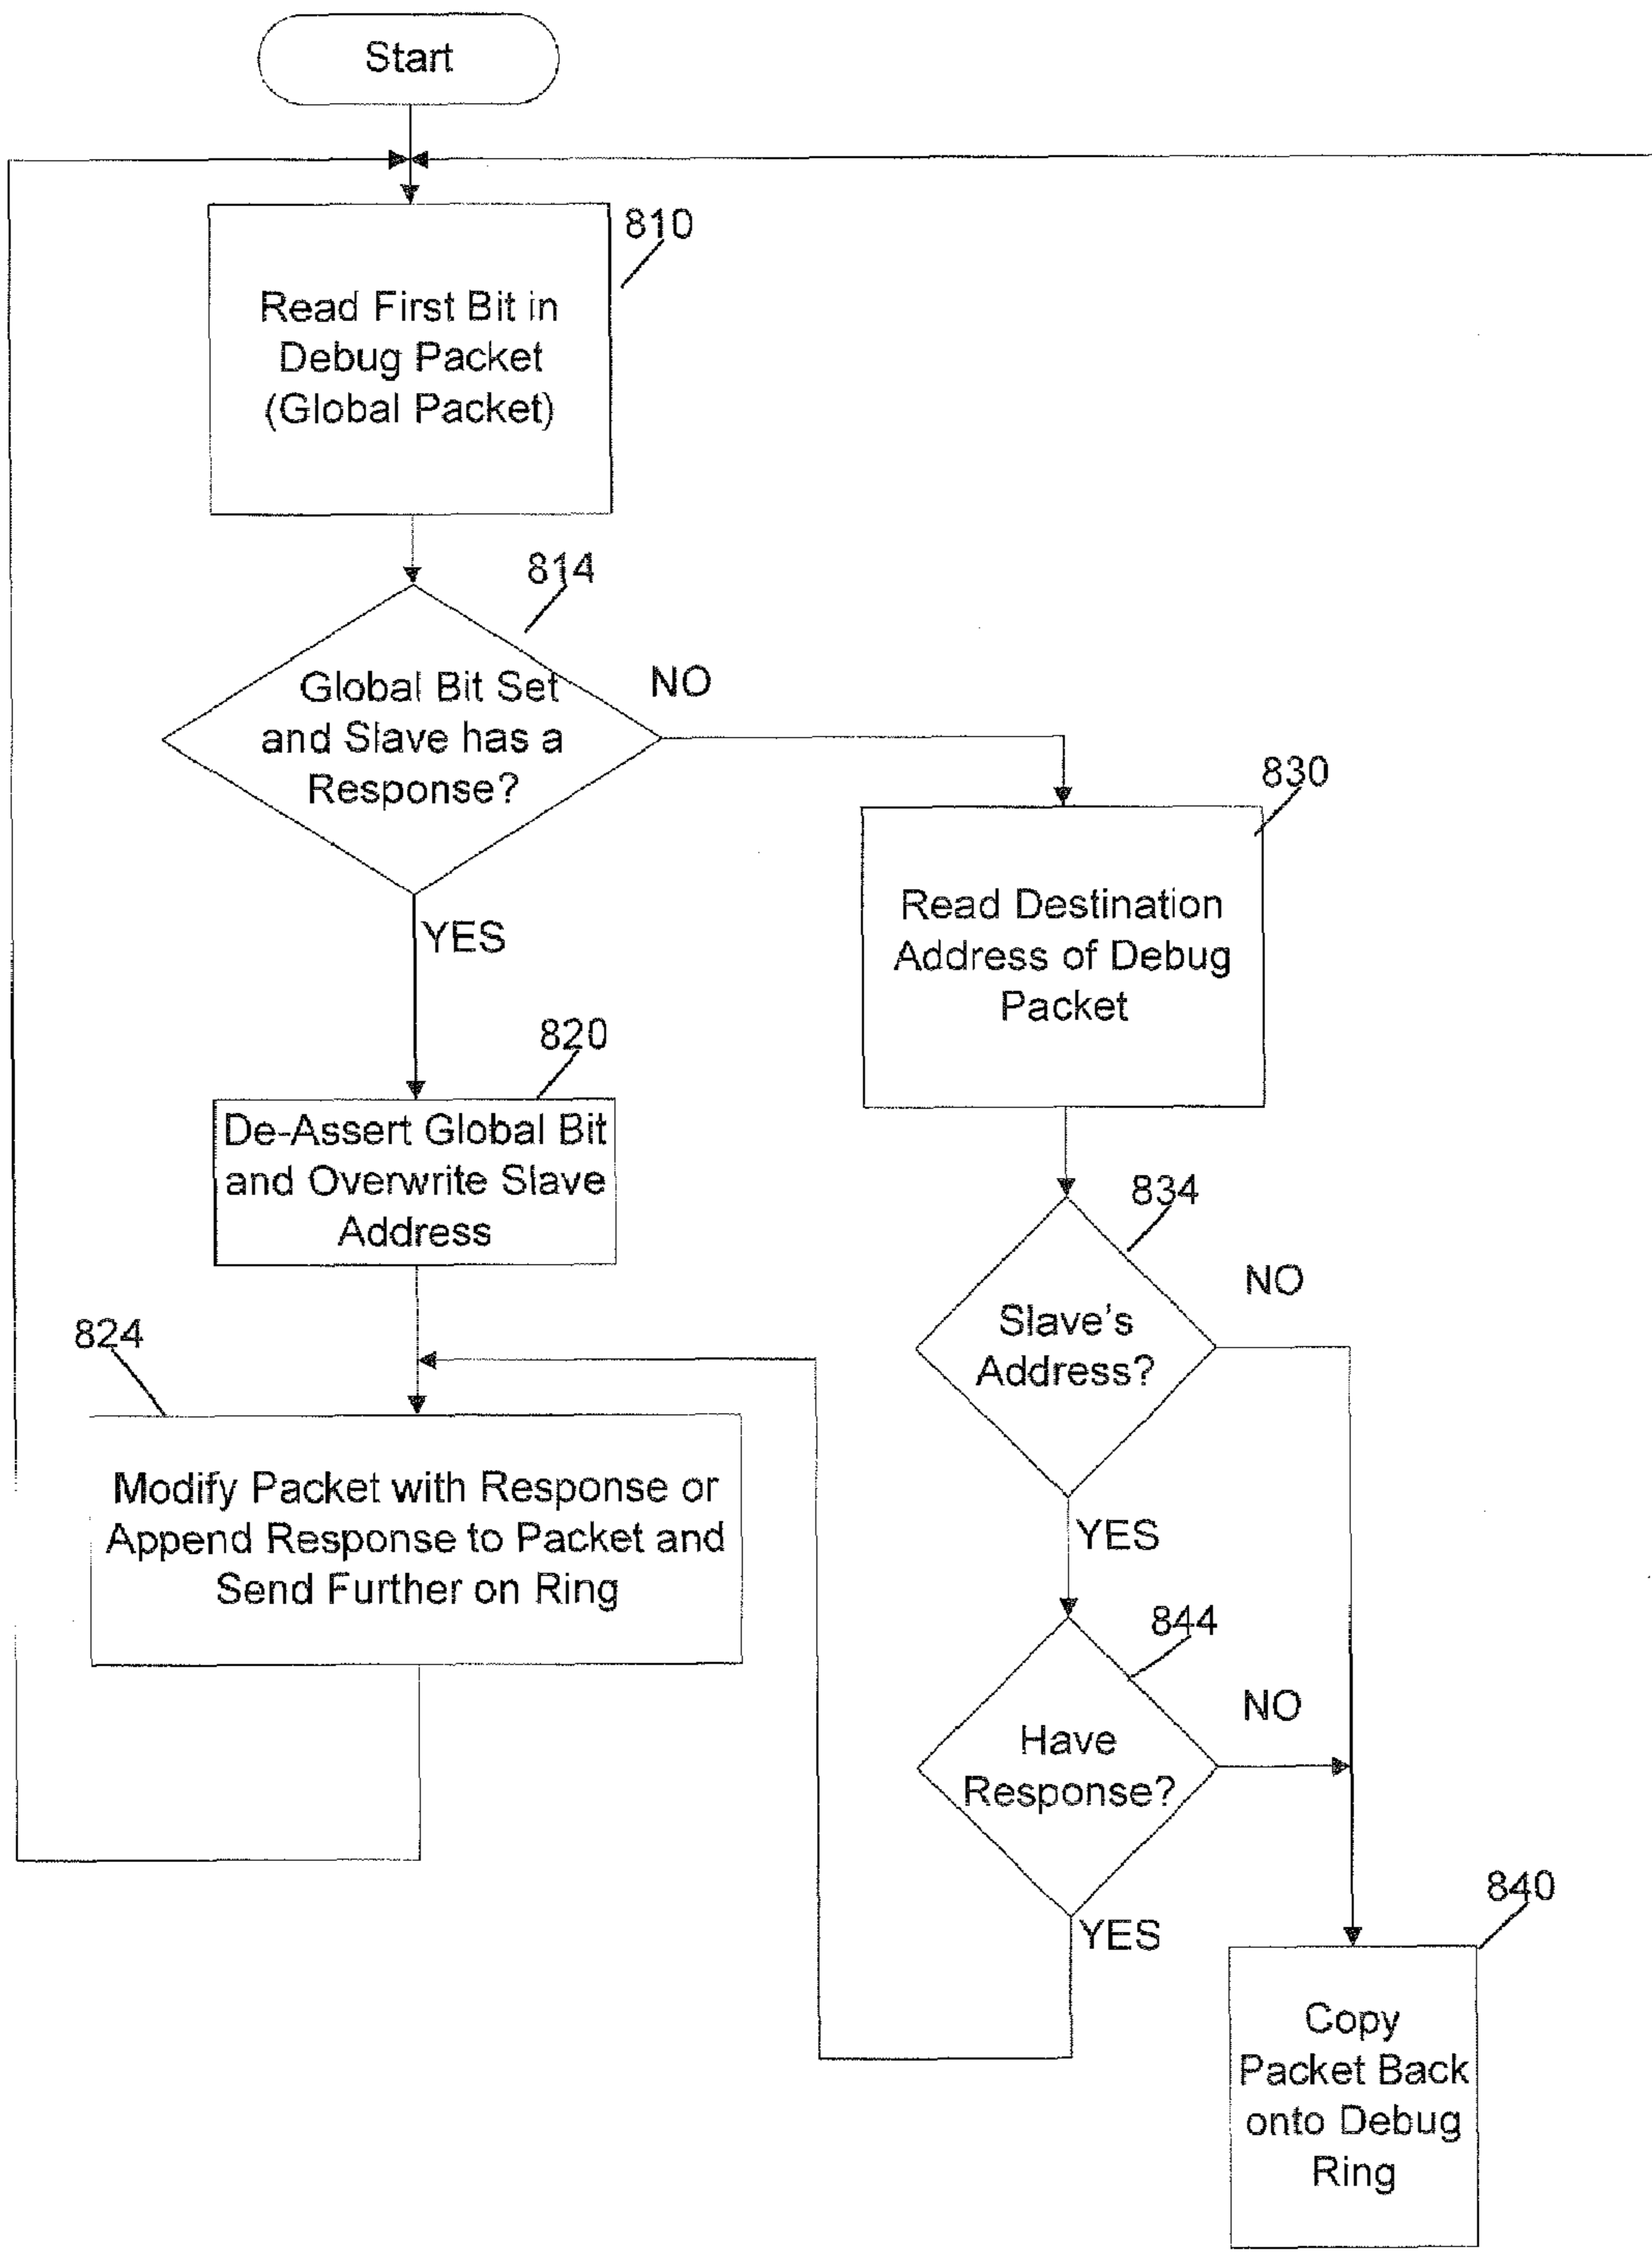 Start
810
Read First Bit in
Debug Packet
(Global Packet)
814
Global Bit Set
and Slave has a
Response?
NO
YES
830
Read Destination
Address of Debug
Packet
820
De-Assert Global Bit
and Overwrite Slave
Address
834
Slave's
Address?
NO
YES
824
Modify Packet with Response or
Append Response to Packet and
Send Further on Ring
844
Have
Response?
NO
YES
840
Copy
Packet Back
onto Debug
Ring